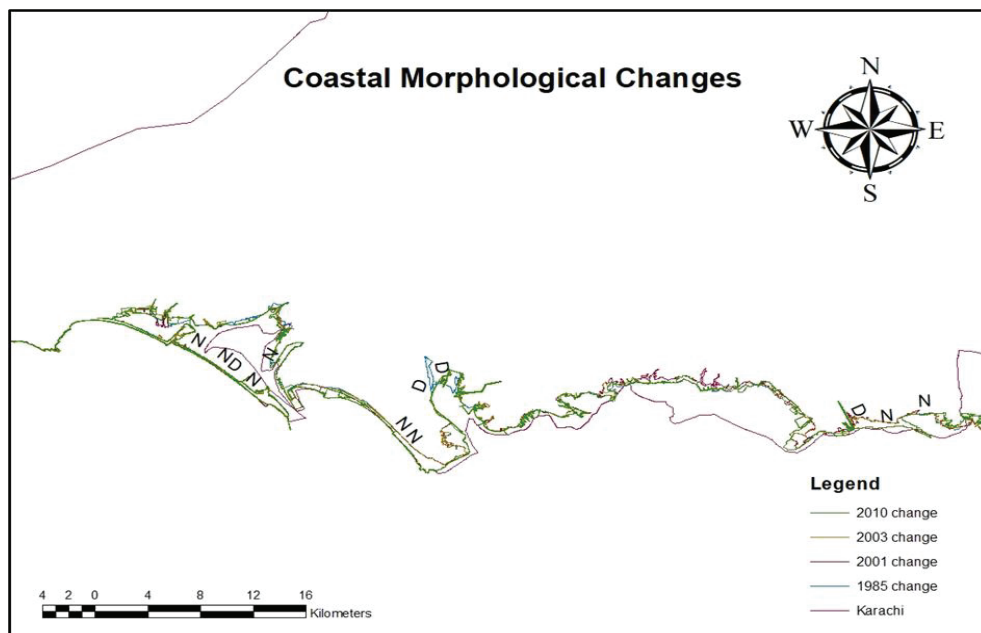 Coastal Morphological Changes
N
W E
S
N
ND
N
N
D
D
N N
D
N
N
Legend
2010 change
2003 change
2001 change
1985 change
Karachi
4 2 0 4 8 12 16
Kilometers